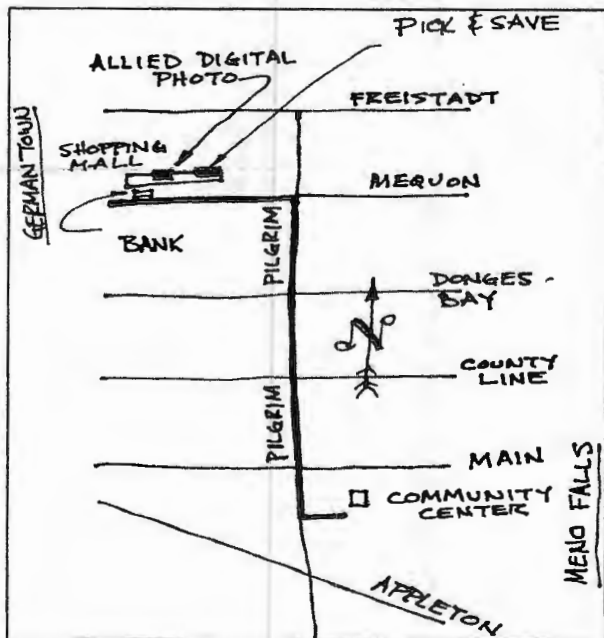 PICK & SAVE
ALLIED DIGITAL
PHOTO
FREISTADT
SHOPPING
MALL
GERMANTOWN
MEQUON
BANK
PILGRIM
DONGES-
BAY
N
COUNTY
LINE
PILGRIM
MAIN
COMMUNITY
CENTER
MENO FALLS
APPLETON